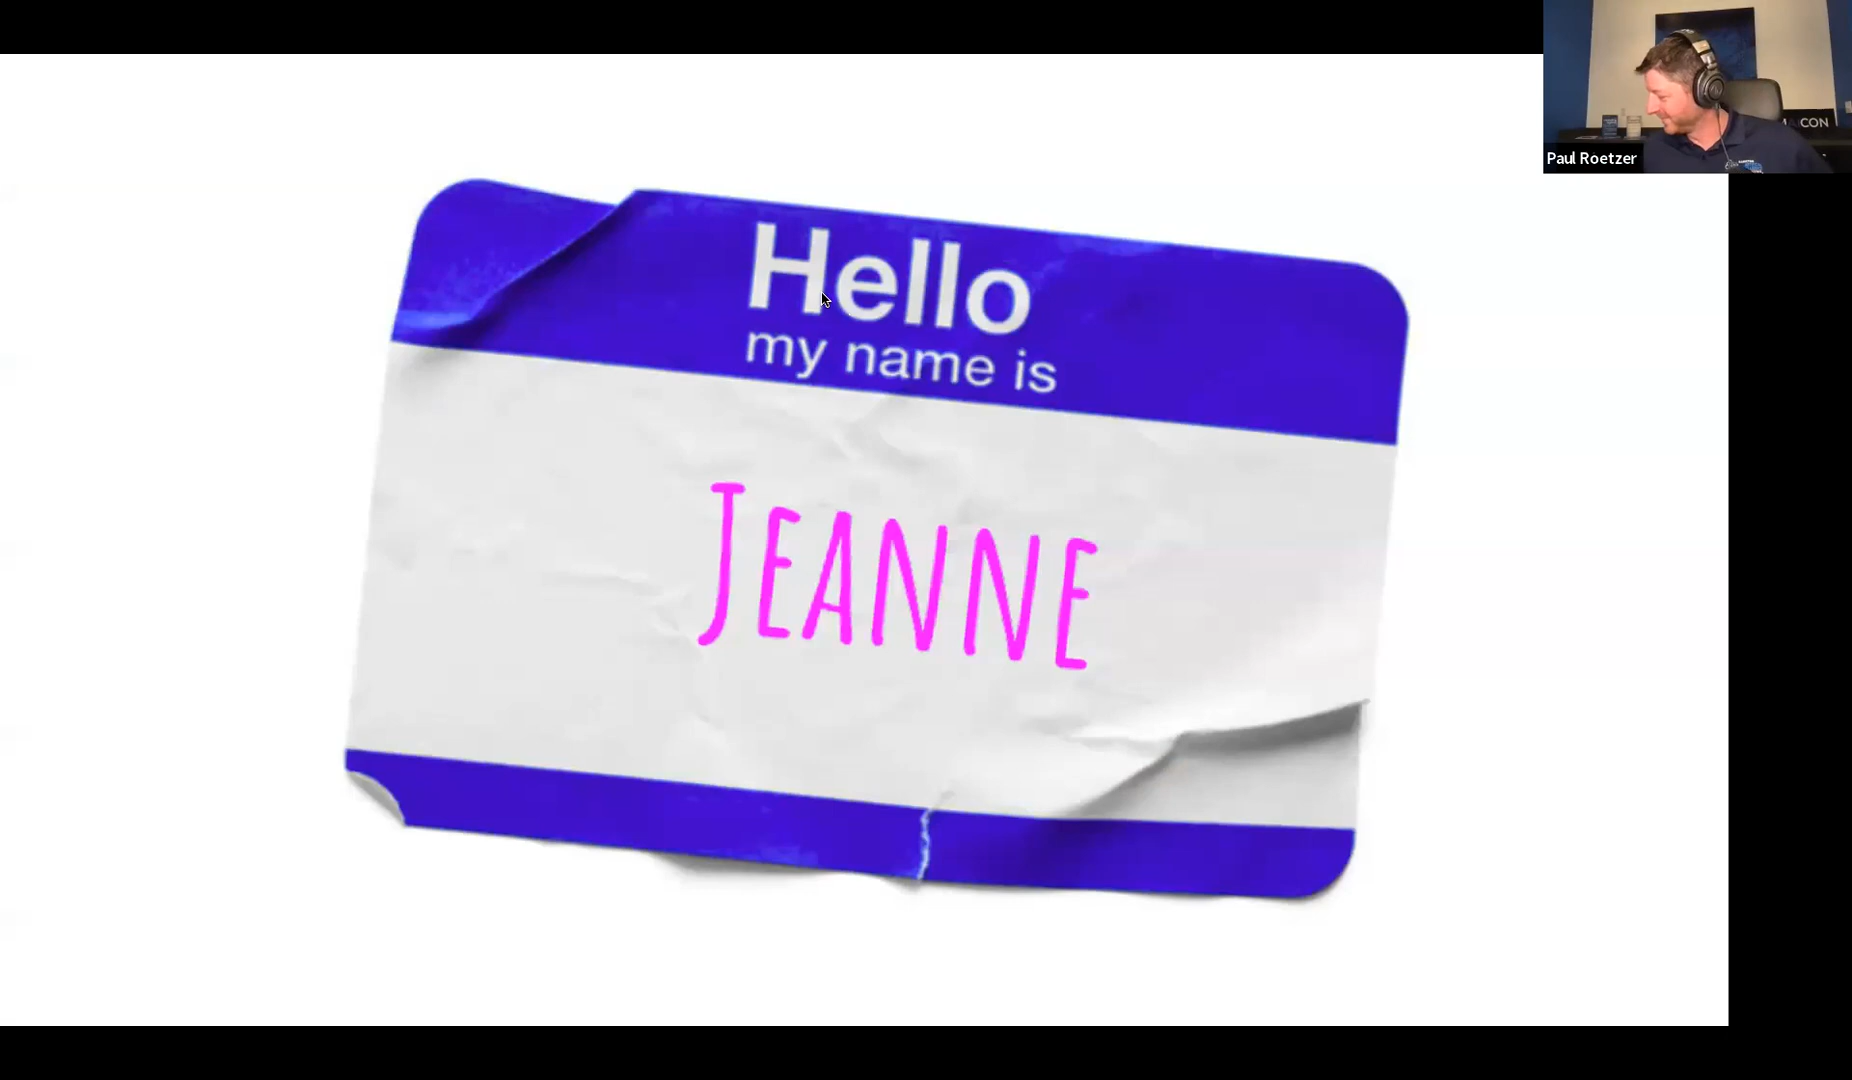 Hello
my name is
JEANNE
Paul Roetzer
CON